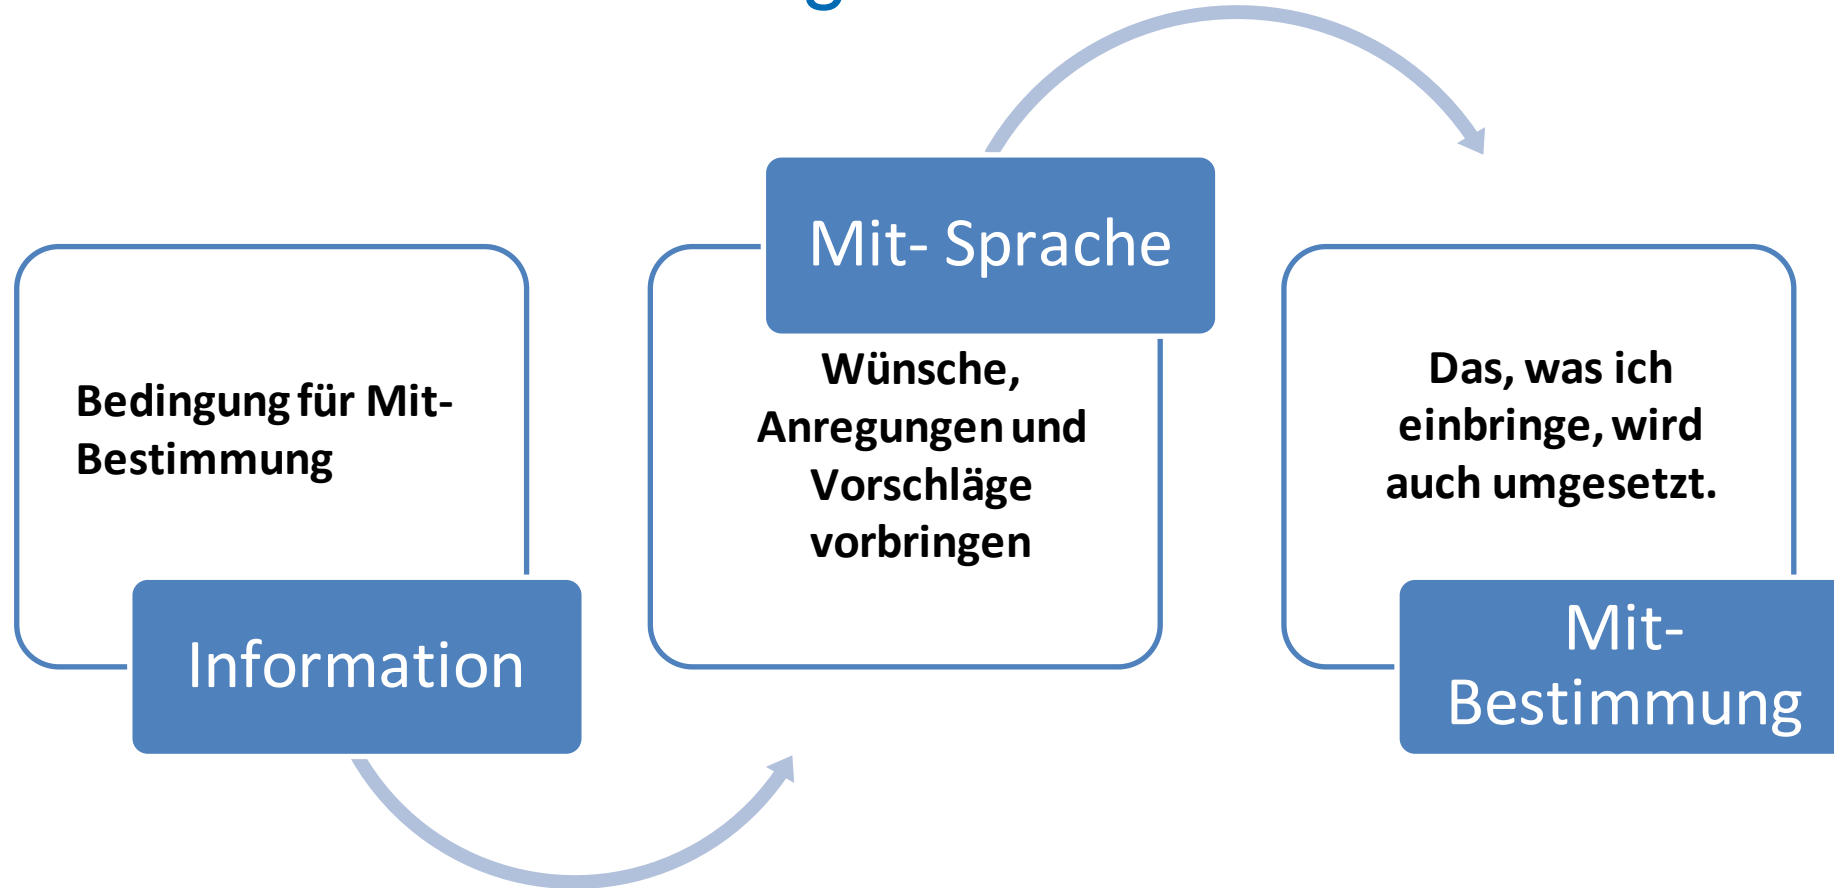 Bedingung für Mit-
Bestimmung
Information
Mit- Sprache
Wünsche,
Anregungen und
Vorschläge
vorbringen
Das, was ich
einbringe, wird
auch umgesetzt.
Mit-
Bestimmung